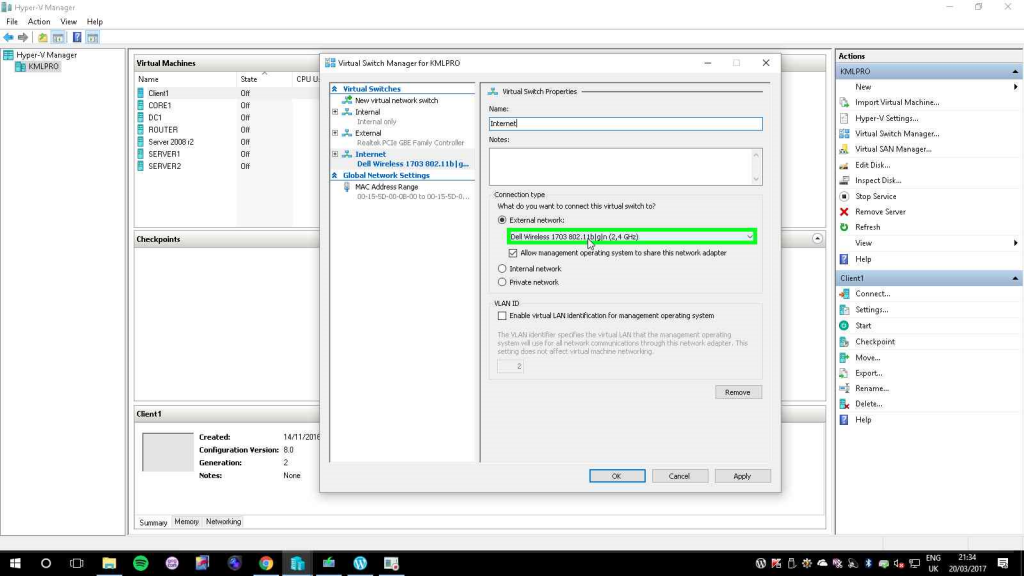 Hyper-V Manager
File Action View Help
Hyper-V Manager
KMLPRO
Virtual Machines
Name State CPU U
Client1 Off
CORE1 Off
DC1 Off
ROUTER Off
Server 2008 r2 Off
SERVER1 Off
SERVER2 Off
Checkpoints
Client1
Created: 14/11/2016
Configuration Version: 8.0
Generation: 2
Notes: None
Summary Memory Networking
Virtual Switch Manager for KMLPRO
Virtual Switches
New virtual network switch
Internal
Internal only
External
Realtek PCIe GBE Family Controller
Internet
Dell Wireless 1703 802.11b|g...
Global Network Settings
MAC Address Range
00-15-5D-00-0B-00 to 00-15-5D-0...
Virtual Switch Properties
Name:
Internet
Notes:
Connection type
What do you want to connect this virtual switch to?
External network:
Dell Wireless 1703 802.11b|g|n (2,4 GHz)
Allow management operating system to share this network adapter
Internal network
Private network
VLAN ID
Enable virtual LAN identification for management operating system
The VLAN identifier specifies the virtual LAN that the management operating
system will use for all network communications through this network adapter. This
setting does not affect virtual machine networking.
2
Remove
OK Cancel Apply
Actions
KMLPRO
New
Import Virtual Machine...
Hyper-V Settings...
Virtual Switch Manager...
Virtual SAN Manager...
Edit Disk...
Inspect Disk...
Stop Service
Remove Server
Refresh
View
Help
Client1
Connect...
Settings...
Start
Checkpoint
Move...
Export...
Rename...
Delete...
Help
ENG
UK
21:34
20/03/2017